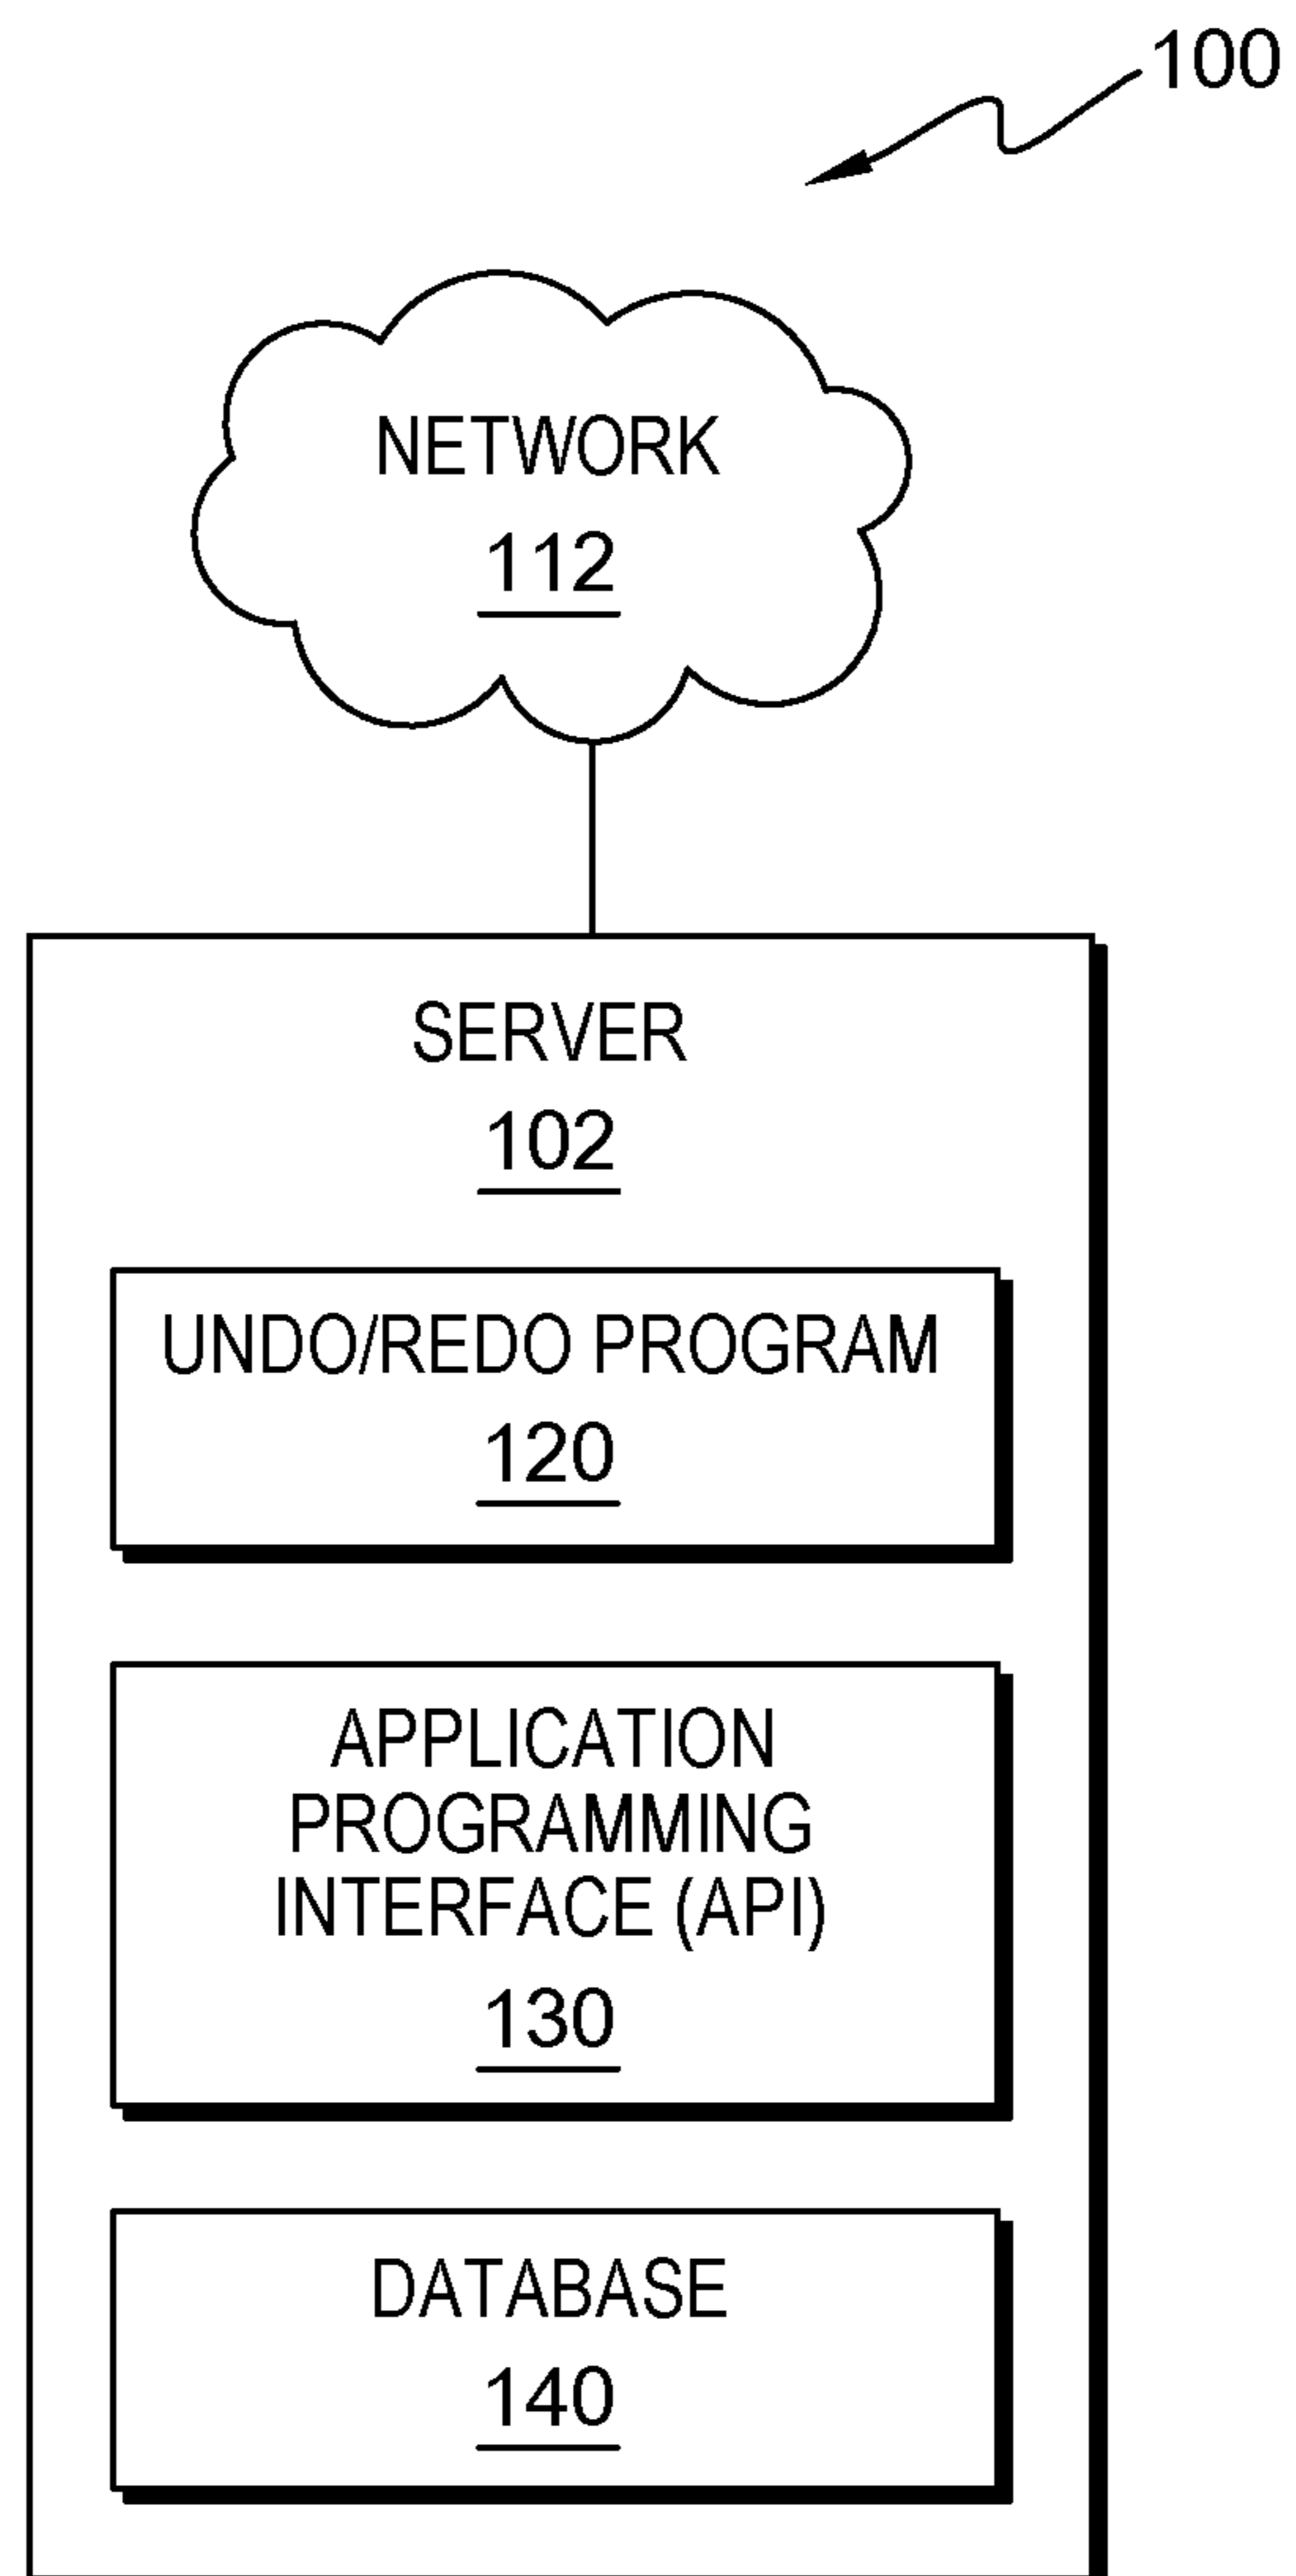 100
NETWORK
112
SERVER
102
UNDO/REDO PROGRAM
120
APPLICATION
PROGRAMMING
INTERFACE (API)
130
DATABASE
140